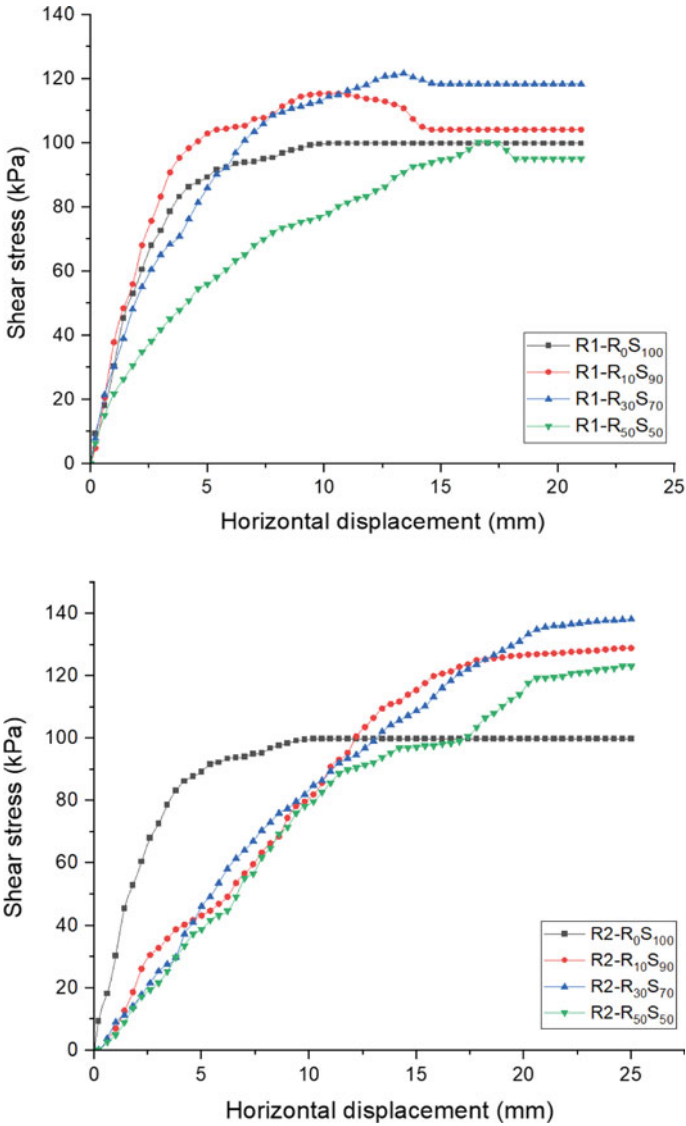 140
120
100
80
60
40
20
0
Shear stress (kPa)
R1-R₀S₁₀₀
R1-R₁₀S₉₀
R1-R₃₀S₇₀
R1-R₅₀S₅₀
0 5 10 15 20 25
Horizontal displacement (mm)
140
120
100
80
60
40
20
0
Shear stress (kPa)
R2-R₀S₁₀₀
R2-R₁₀S₉₀
R2-R₃₀S₇₀
R2-R₅₀S₅₀
0 5 10 15 20 25
Horizontal displacement (mm)